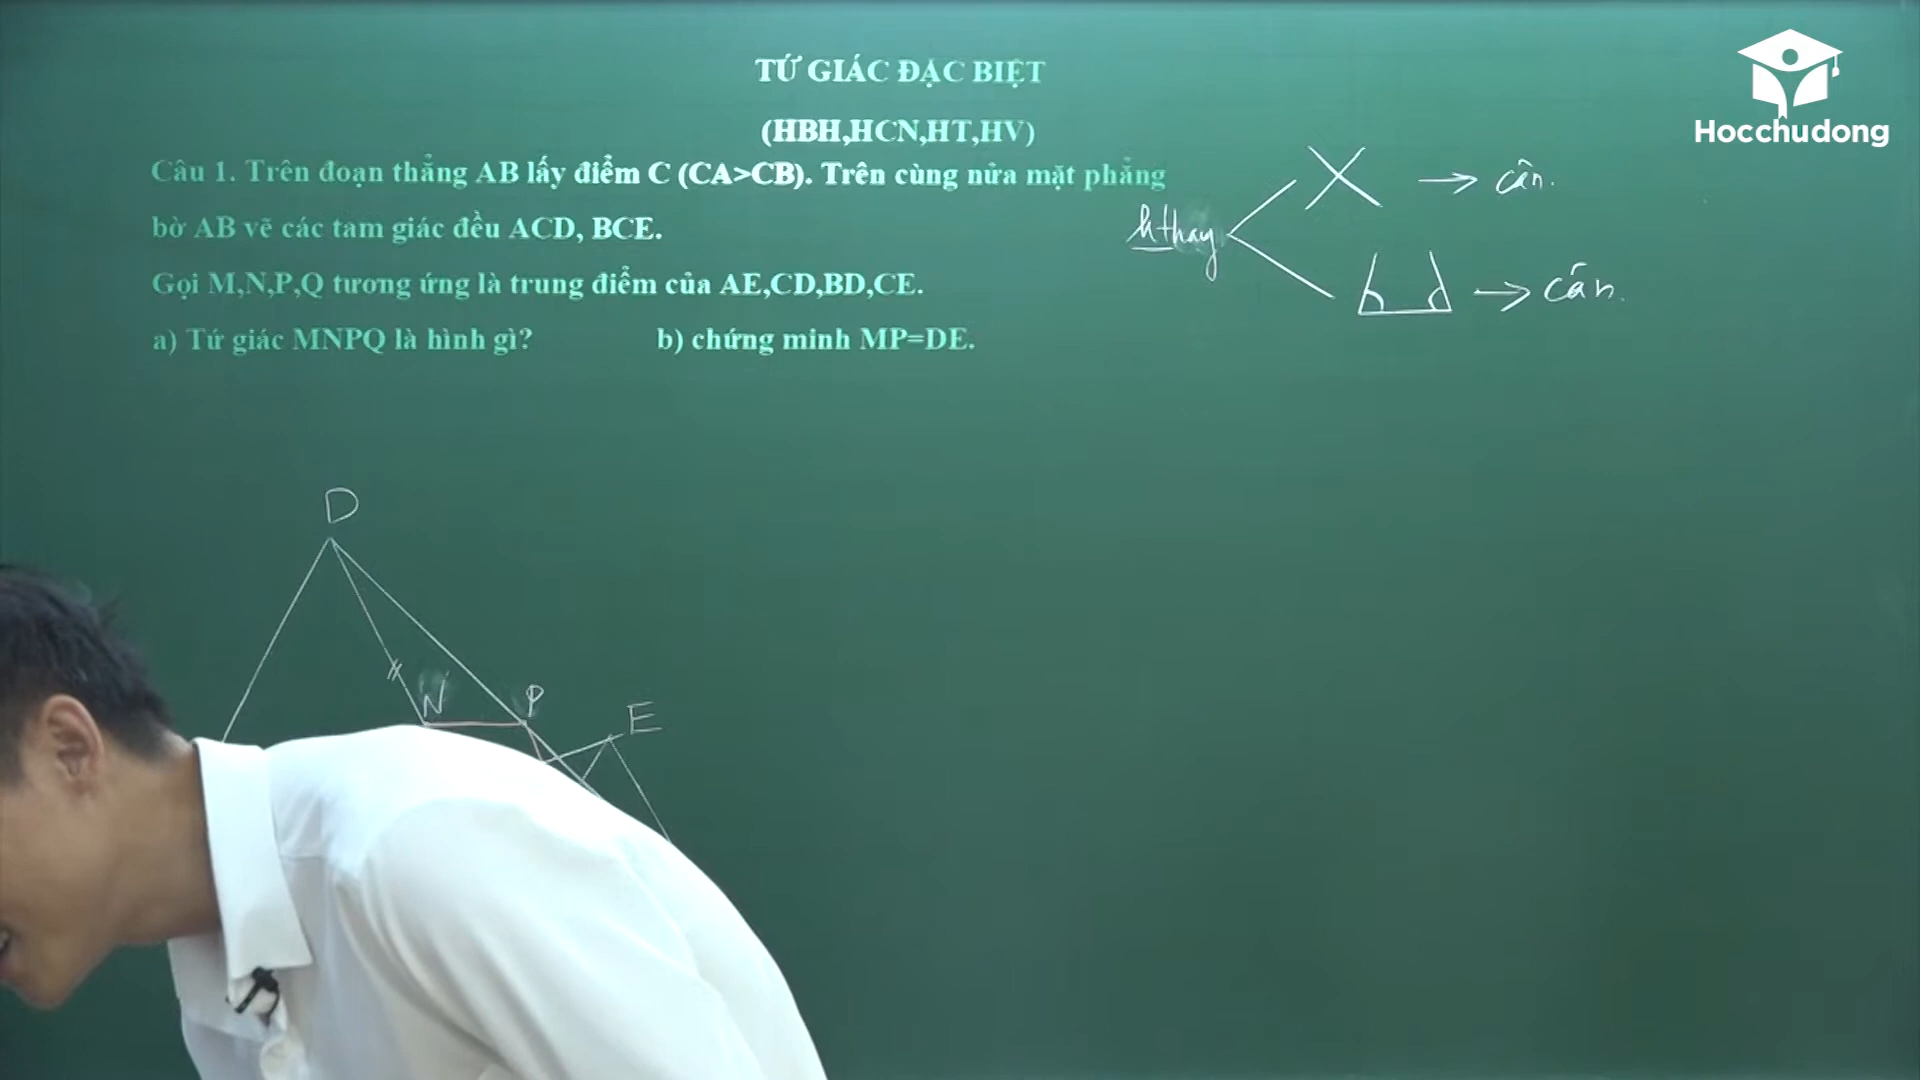 TỨ GIÁC ĐẶC BIỆT
(HBH,HCN,HT,HV)
Câu 1. Trên đoạn thẳng AB lấy điểm C (CA>CB). Trên cùng nửa mặt phẳng
bờ AB vẽ các tam giác đều ACD, BCE.
Gọi M,N,P,Q tương ứng là trung điểm của AE,CD,BD,CE.
a) Tứ giác MNPQ là hình gì? b) chứng minh MP=DE.
Hocchudong
hthang
→ cân.
→ cân.
D
N
P
E